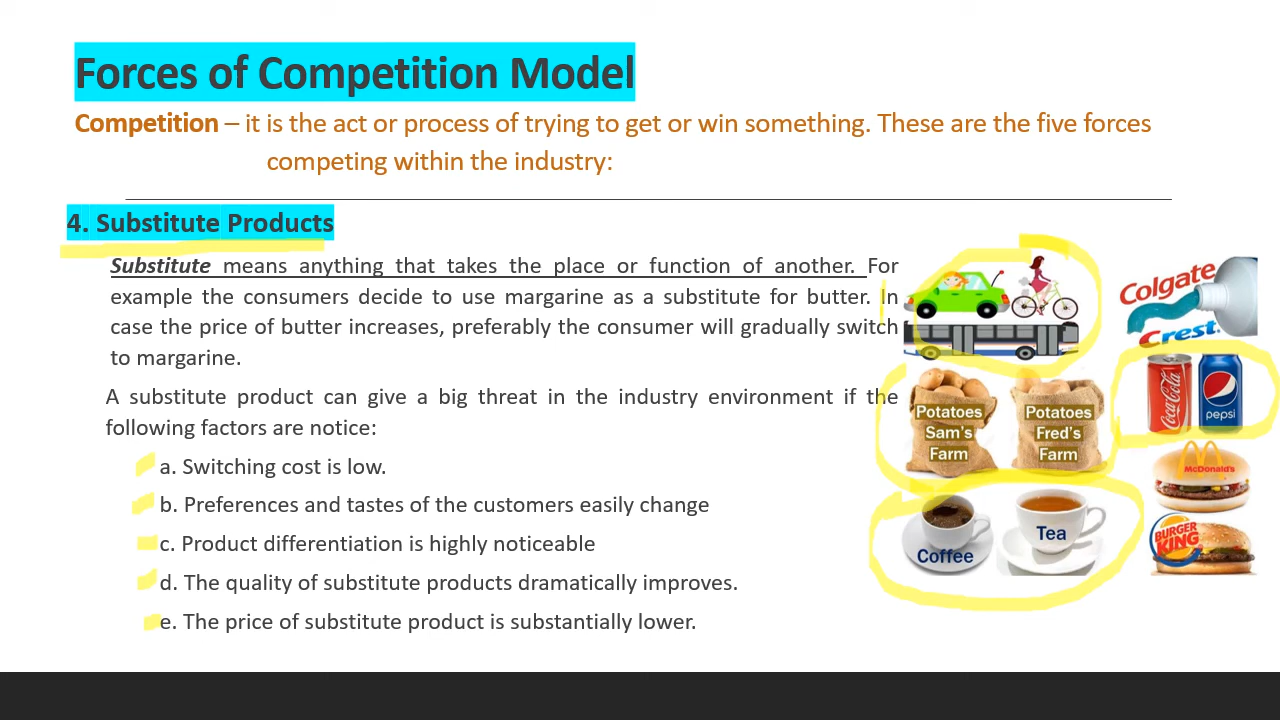 Forces of Competition Model
Competition – it is the act or process of trying to get or win something. These are the five forces
competing within the industry:
4. Substitute Products
Substitute means anything that takes the place or function of another. For
example the consumers decide to use margarine as a substitute for butter. In
case the price of butter increases, preferably the consumer will gradually switch
to margarine.
A substitute product can give a big threat in the industry environment if the
following factors are notice:
a. Switching cost is low.
b. Preferences and tastes of the customers easily change
c. Product differentiation is highly noticeable
d. The quality of substitute products dramatically improves.
e. The price of substitute product is substantially lower.
Colgate
Crest
Coca-Cola
pepsi
Potatoes
Sam's
Farm
Potatoes
Fred's
Farm
McDonald's
Coffee
Tea
BURGER
KING